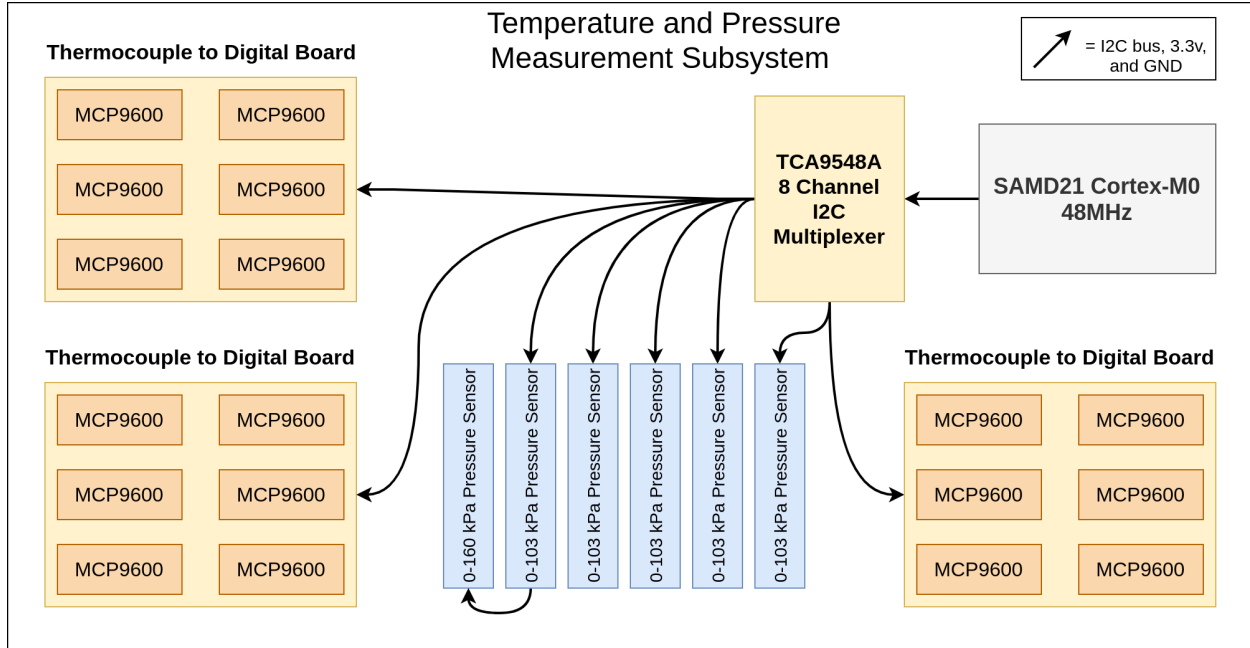 Temperature and Pressure
Measurement Subsystem
= I2C bus, 3.3v,
and GND
Thermocouple to Digital Board
MCP9600
MCP9600
MCP9600
MCP9600
MCP9600
MCP9600
TCA9548A
8 Channel
I2C
Multiplexer
SAMD21 Cortex-M0
48MHz
Thermocouple to Digital Board
MCP9600
MCP9600
MCP9600
MCP9600
MCP9600
MCP9600
0-160 kPa Pressure Sensor
0-103 kPa Pressure Sensor
0-103 kPa Pressure Sensor
0-103 kPa Pressure Sensor
0-103 kPa Pressure Sensor
0-103 kPa Pressure Sensor
Thermocouple to Digital Board
MCP9600
MCP9600
MCP9600
MCP9600
MCP9600
MCP9600